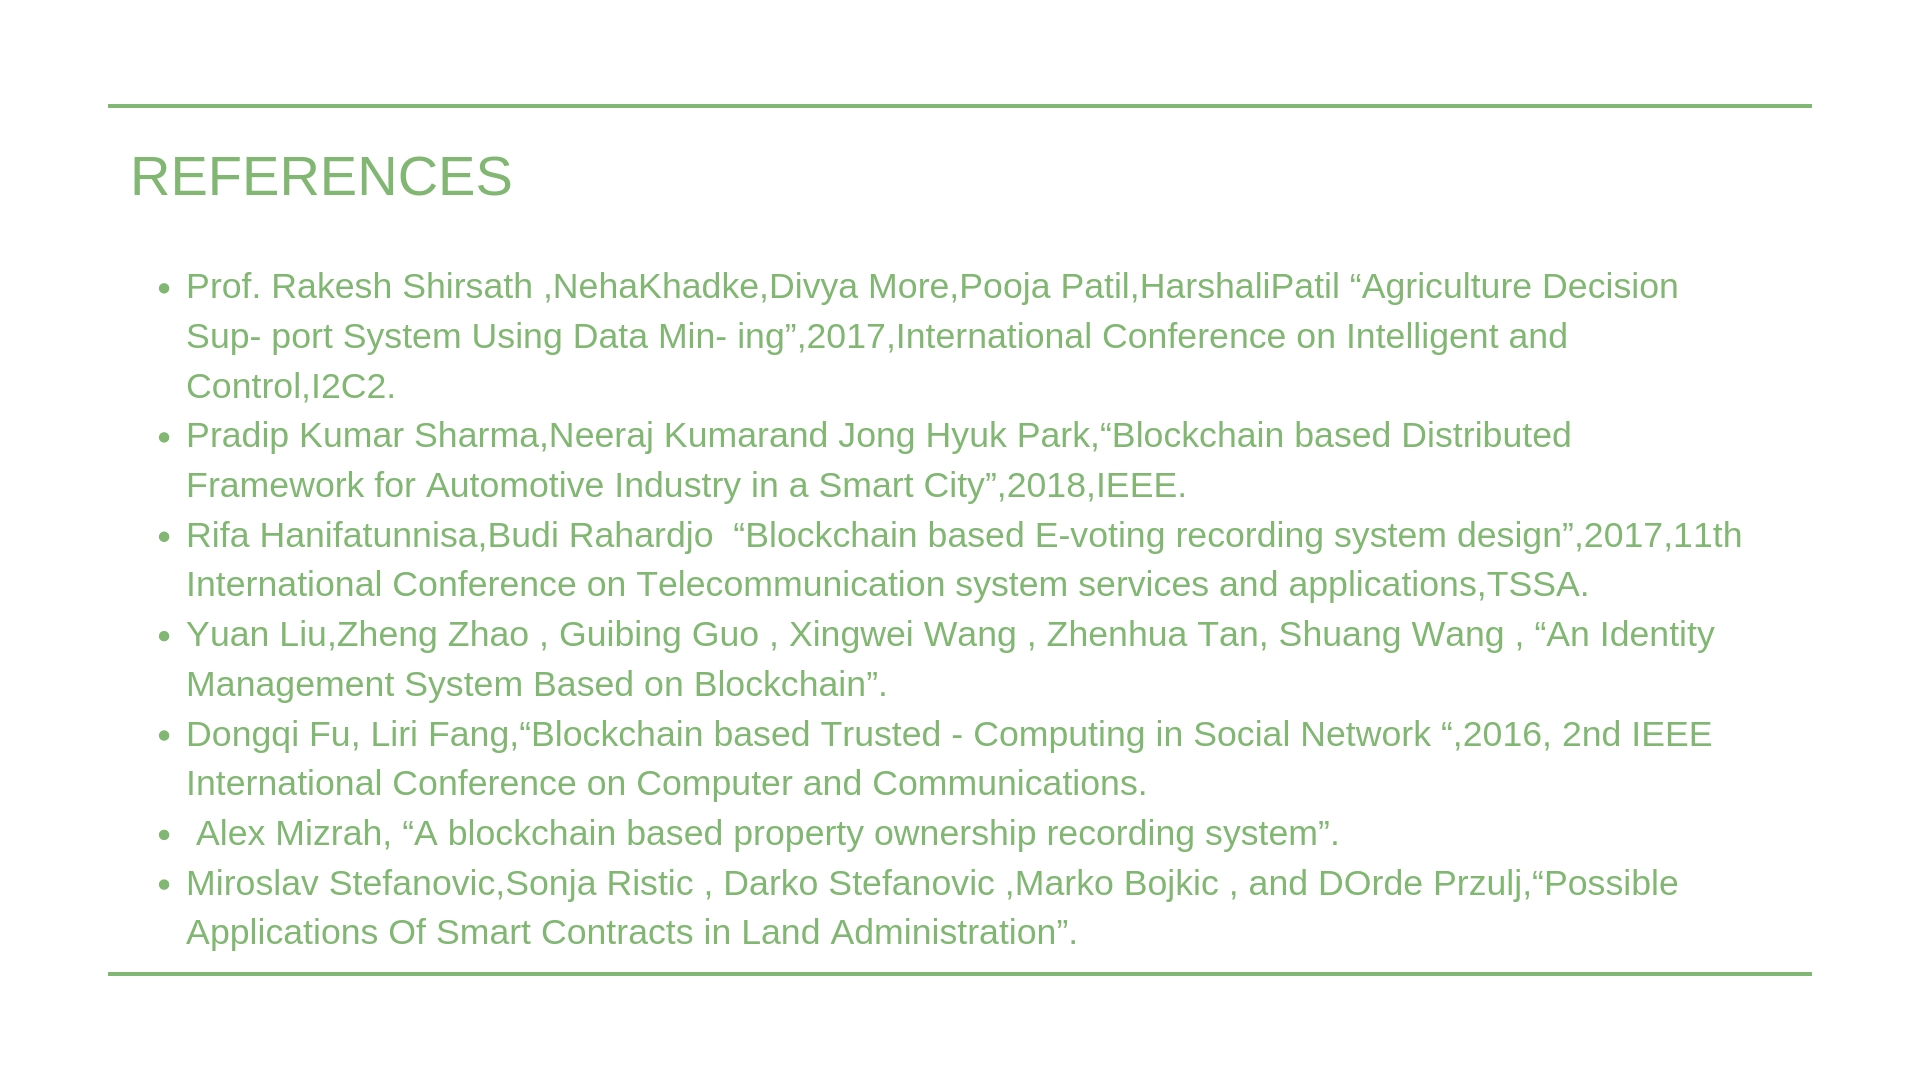 REFERENCES
• Prof. Rakesh Shirsath ,NehaKhadke,Divya More,Pooja Patil,HarshaliPatil “Agriculture Decision
Sup- port System Using Data Min- ing”,2017,International Conference on Intelligent and
Control,I2C2.
• Pradip Kumar Sharma,Neeraj Kumarand Jong Hyuk Park,“Blockchain based Distributed
Framework for Automotive Industry in a Smart City”,2018,IEEE.
• Rifa Hanifatunnisa,Budi Rahardjo  “Blockchain based E-voting recording system design”,2017,11th
International Conference on Telecommunication system services and applications,TSSA.
• Yuan Liu,Zheng Zhao , Guibing Guo , Xingwei Wang , Zhenhua Tan, Shuang Wang , “An Identity
Management System Based on Blockchain”.
• Dongqi Fu, Liri Fang,“Blockchain based Trusted - Computing in Social Network “,2016, 2nd IEEE
International Conference on Computer and Communications.
•  Alex Mizrah, “A blockchain based property ownership recording system”.
• Miroslav Stefanovic,Sonja Ristic , Darko Stefanovic ,Marko Bojkic , and DOrde Przulj,“Possible
Applications Of Smart Contracts in Land Administration”.